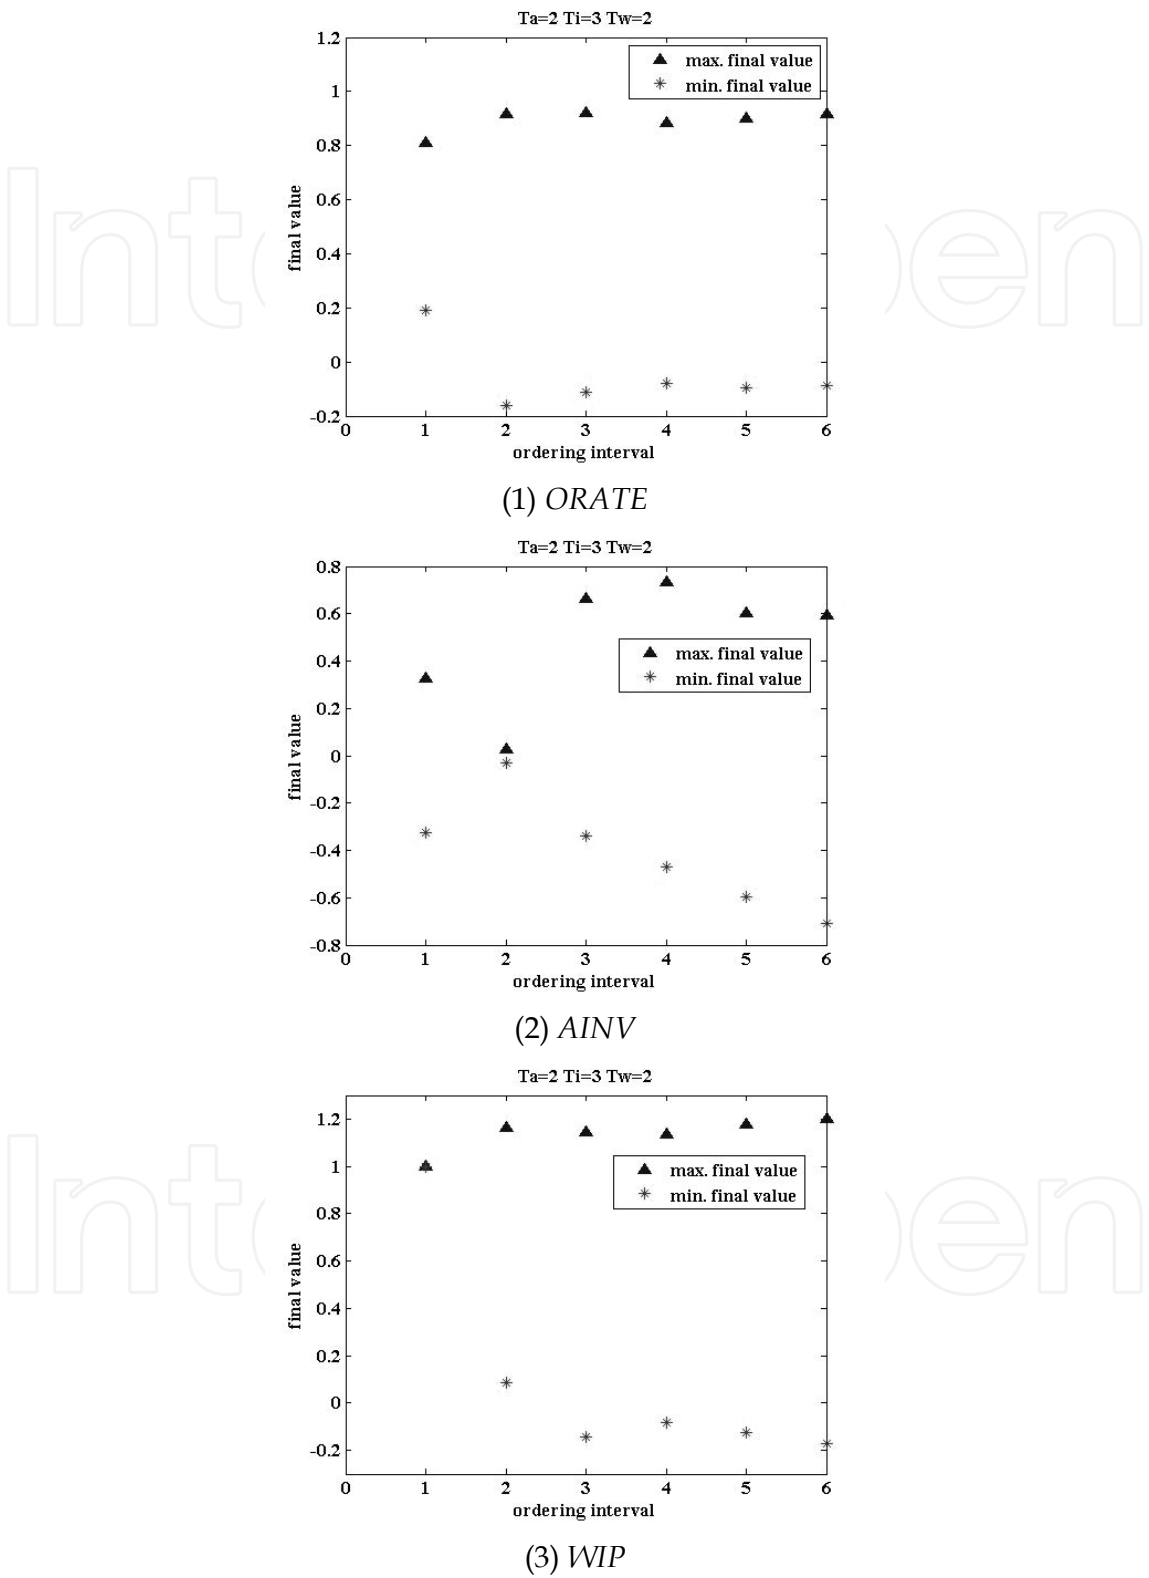 Ta=2 Ti=3 Tw=2
1.2
1
0.8
0.6
0.4
0.2
0
-0.2
final value
max. final value
min. final value
0 1 2 3 4 5 6
ordering interval
(1) ORATE
Ta=2 Ti=3 Tw=2
0.8
0.6
0.4
0.2
0
-0.2
-0.4
-0.6
-0.8
final value
max. final value
min. final value
0 1 2 3 4 5 6
ordering interval
(2) AINV
Ta=2 Ti=3 Tw=2
1.2
1
0.8
0.6
0.4
0.2
0
-0.2
final value
max. final value
min. final value
0 1 2 3 4 5 6
ordering interval
(3) WIP